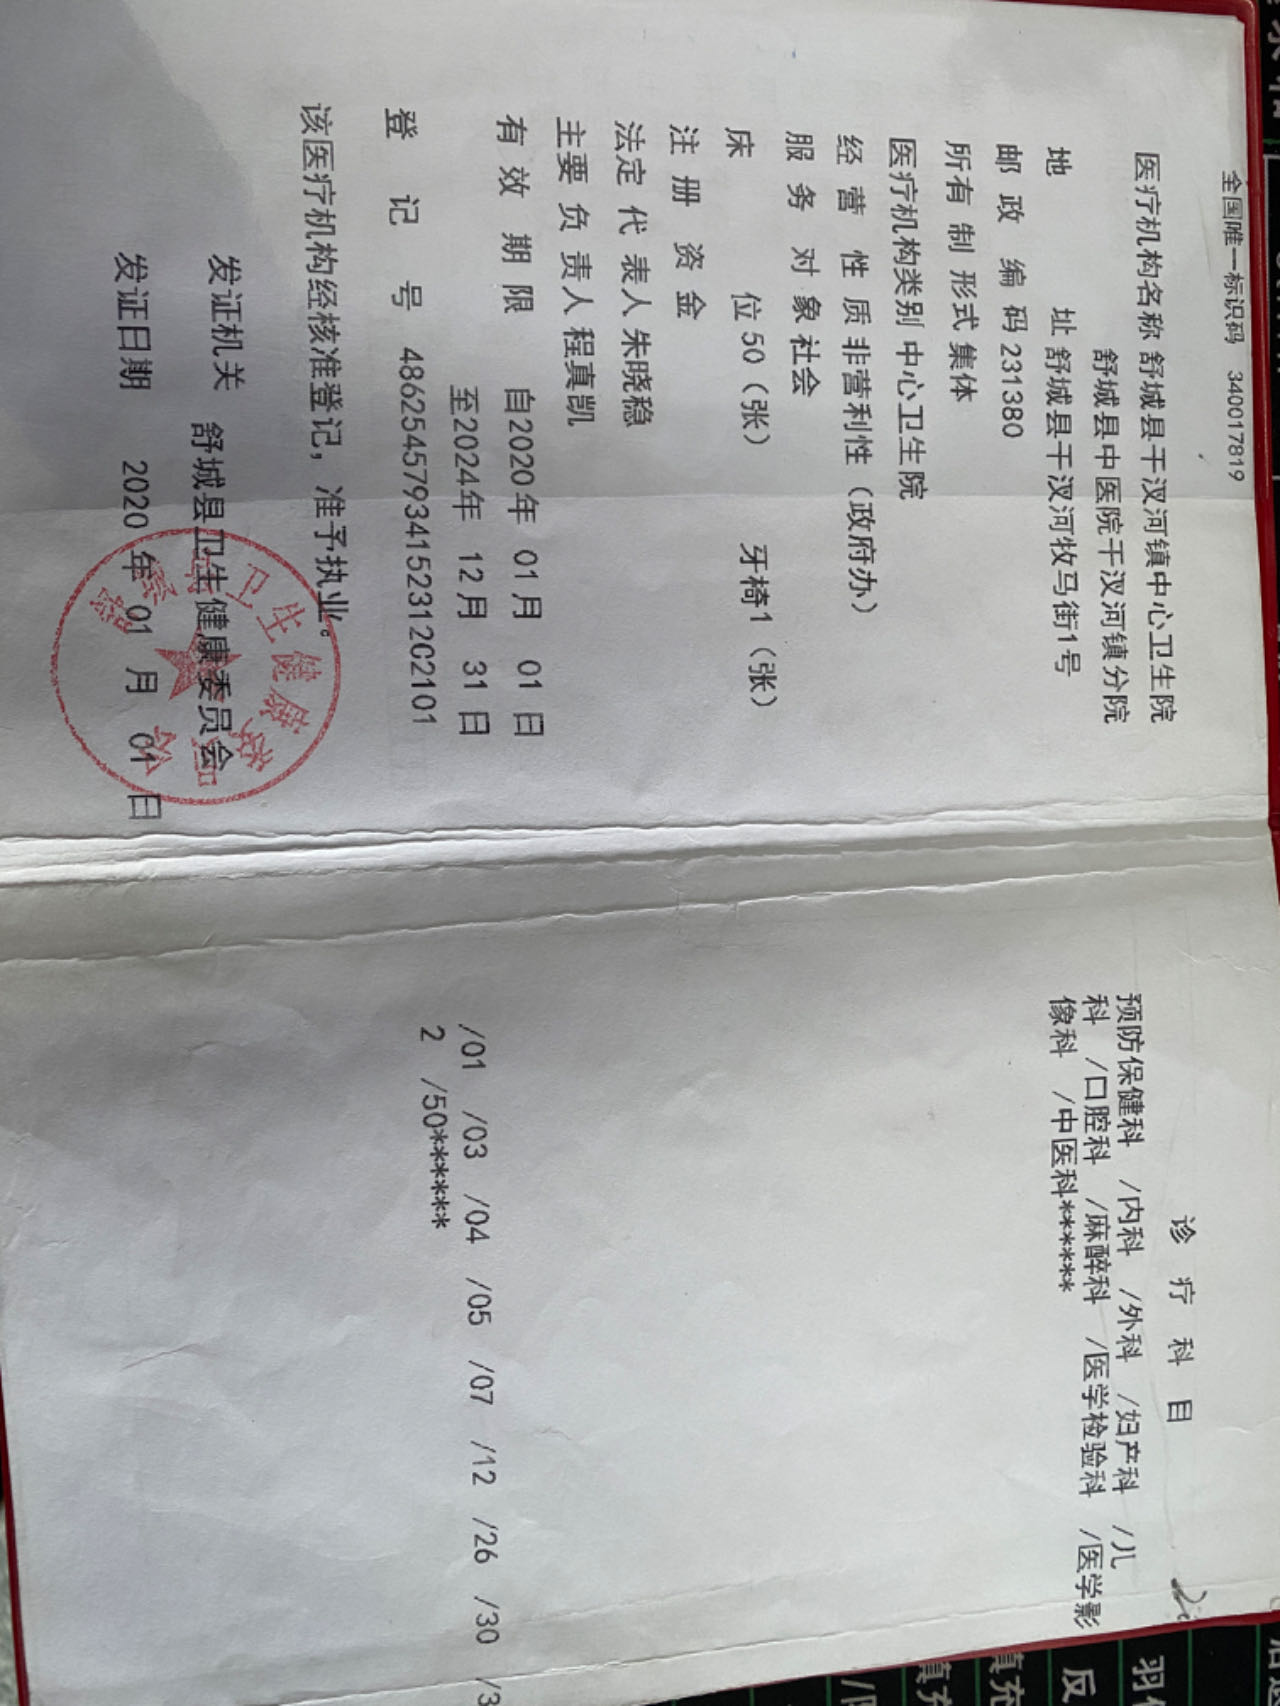 全国唯一标识码 340017819
医疗机构名称 舒城县干汊河镇中心卫生院
舒城县中医院干汊河镇分院
地 址 舒城县干汊河牧马街1号
邮政编码 231380
所有制形式 集体
医疗机构类别 中心卫生院
经营性质 非营利性（政府办）
服务对象 社会
床 位 50（张） 牙椅1（张）
注册资金
法定代表人 朱晓稳
主要负责人 程真凯
有效期限 自2020年 01月 01日
至2024年 12月 31日
登记号 48625457934152312C2101
该医疗机构经核准登记，准予执业。
发证机关 舒城县卫生健康委员会
发证日期 2020年 01月 01日
诊疗科目
预防保健科 /内科 /外科 /妇产科 /儿
科 /口腔科 /麻醉科 /医学检验科 /医学影
像科 /中医科******
/01 /03 /04 /05 /07 /12 /26 /30 /3
2 /50******